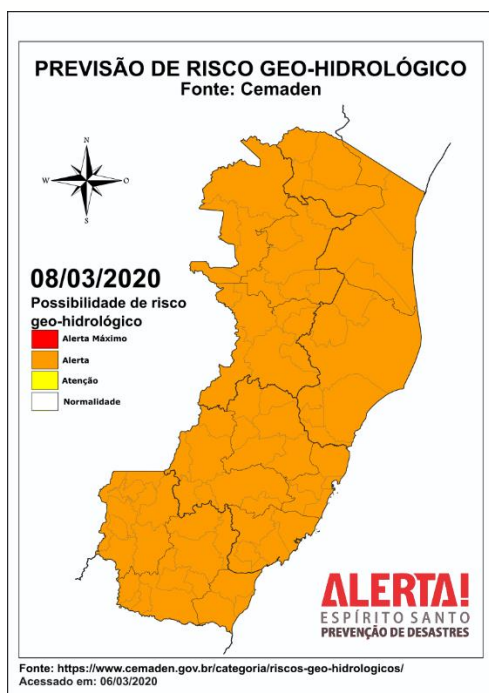 PREVISÃO DE RISCO GEO-HIDROLÓGICO
Fonte: Cemaden
N
W O
S
08/03/2020
Possibilidade de risco
geo-hidrológico
Alerta Máximo
Alerta
Atenção
Normalidade
ALERTA!
ESPÍRITO SANTO
PREVENÇÃO DE DESASTRES
Fonte: https://www.cemaden.gov.br/categoria/riscos-geo-hidrologicos/
Acessado em: 06/03/2020